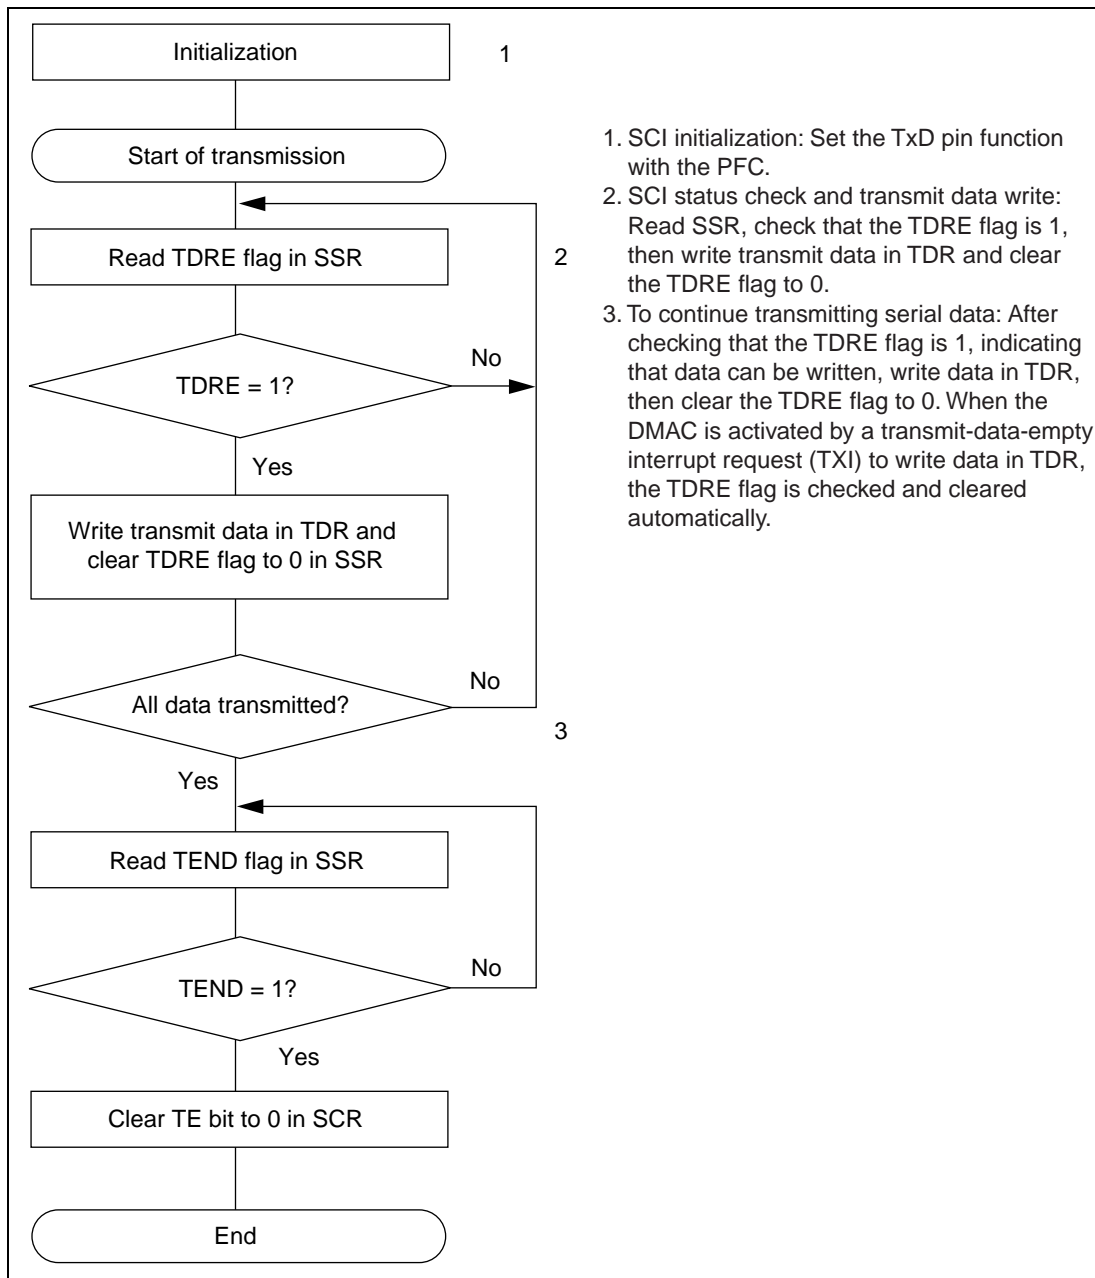 Initialization
1
Start of transmission
Read TDRE flag in SSR
2
TDRE = 1?
No
Yes
Write transmit data in TDR and
clear TDRE flag to 0 in SSR
All data transmitted?
No
3
Yes
Read TEND flag in SSR
TEND = 1?
No
Yes
Clear TE bit to 0 in SCR
End
1. SCI initialization: Set the TxD pin function
with the PFC.
2. SCI status check and transmit data write:
Read SSR, check that the TDRE flag is 1,
then write transmit data in TDR and clear
the TDRE flag to 0.
3. To continue transmitting serial data: After
checking that the TDRE flag is 1, indicating
that data can be written, write data in TDR,
then clear the TDRE flag to 0. When the
DMAC is activated by a transmit-data-empty
interrupt request (TXI) to write data in TDR,
the TDRE flag is checked and cleared
automatically.